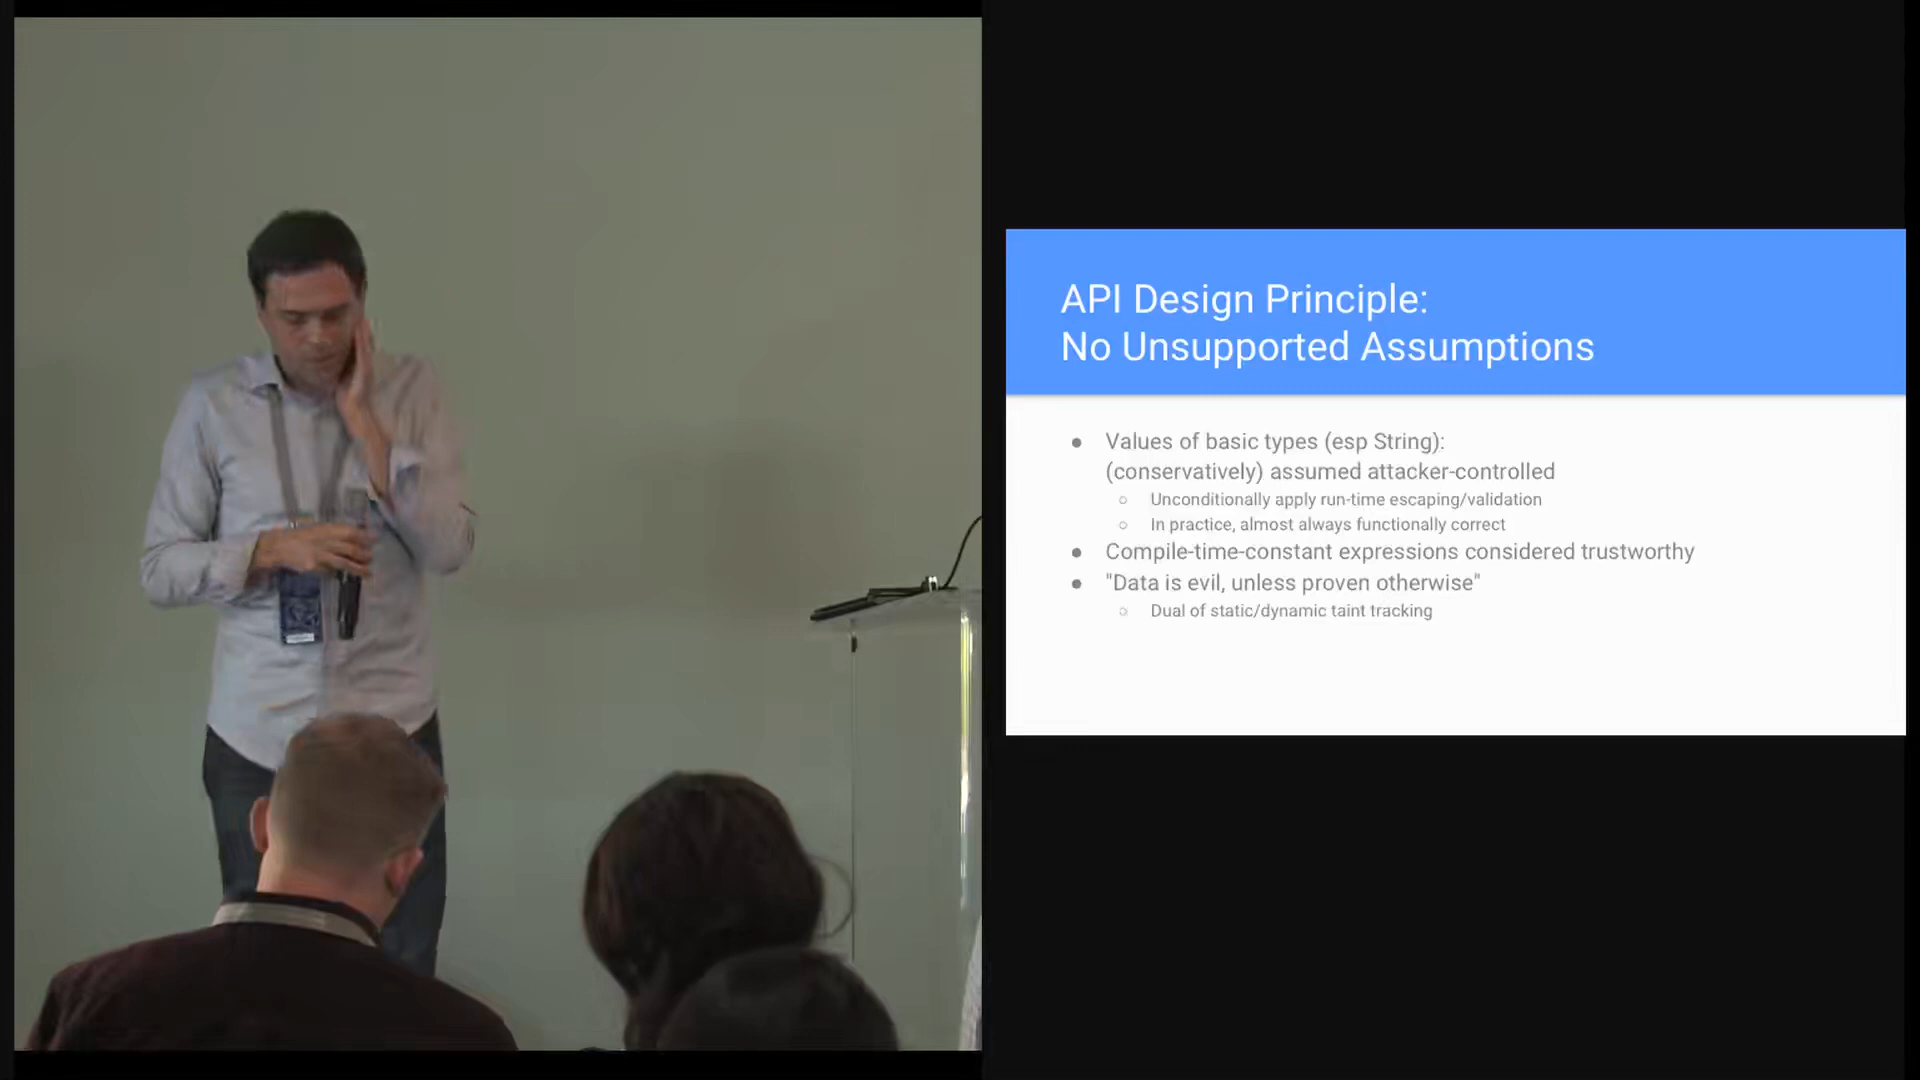 API Design Principle:
No Unsupported Assumptions
● Values of basic types (esp String):
(conservatively) assumed attacker-controlled
○ Unconditionally apply run-time escaping/validation
○ In practice, almost always functionally correct
● Compile-time-constant expressions considered trustworthy
● "Data is evil, unless proven otherwise"
○ Dual of static/dynamic taint tracking